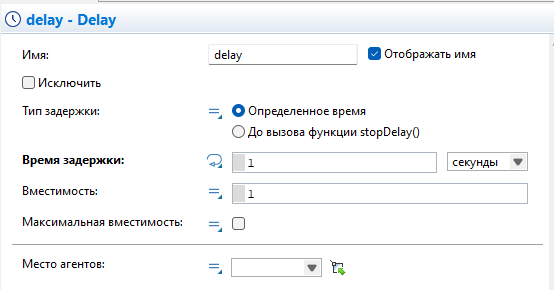 delay - Delay
Имя: delay Отображать имя
Исключить
Тип задержки: Определенное время
До вызова функции stopDelay()
Время задержки: 1 секунды
Вместимость: 1
Максимальная вместимость:
Место агентов: